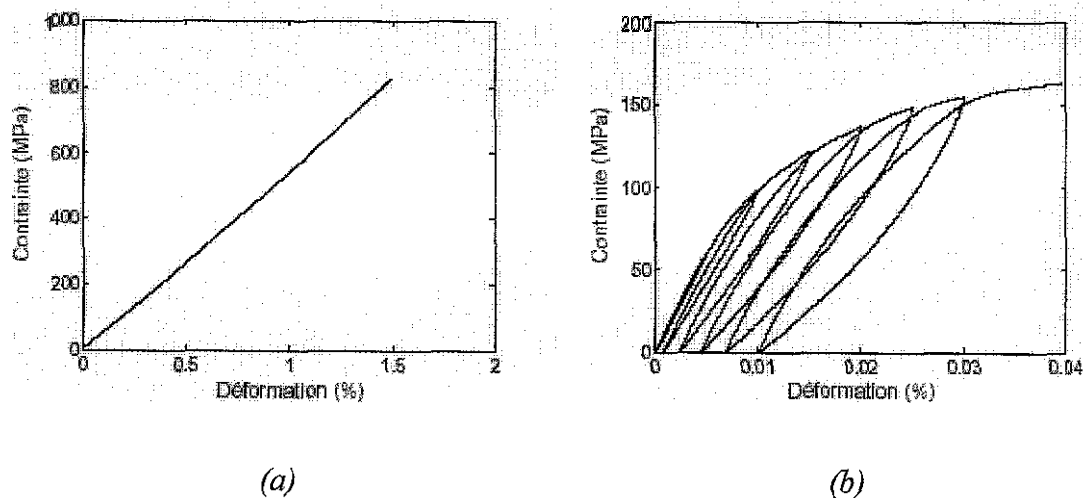 1000
800
600
400
200
0
Contrainte (MPa)
0 0.5 1 1.5 2
Déformation (%)
(a)
200
150
100
50
0
Contrainte (MPa)
0 0.01 0.02 0.03 0.04
Déformation (%)
(b)